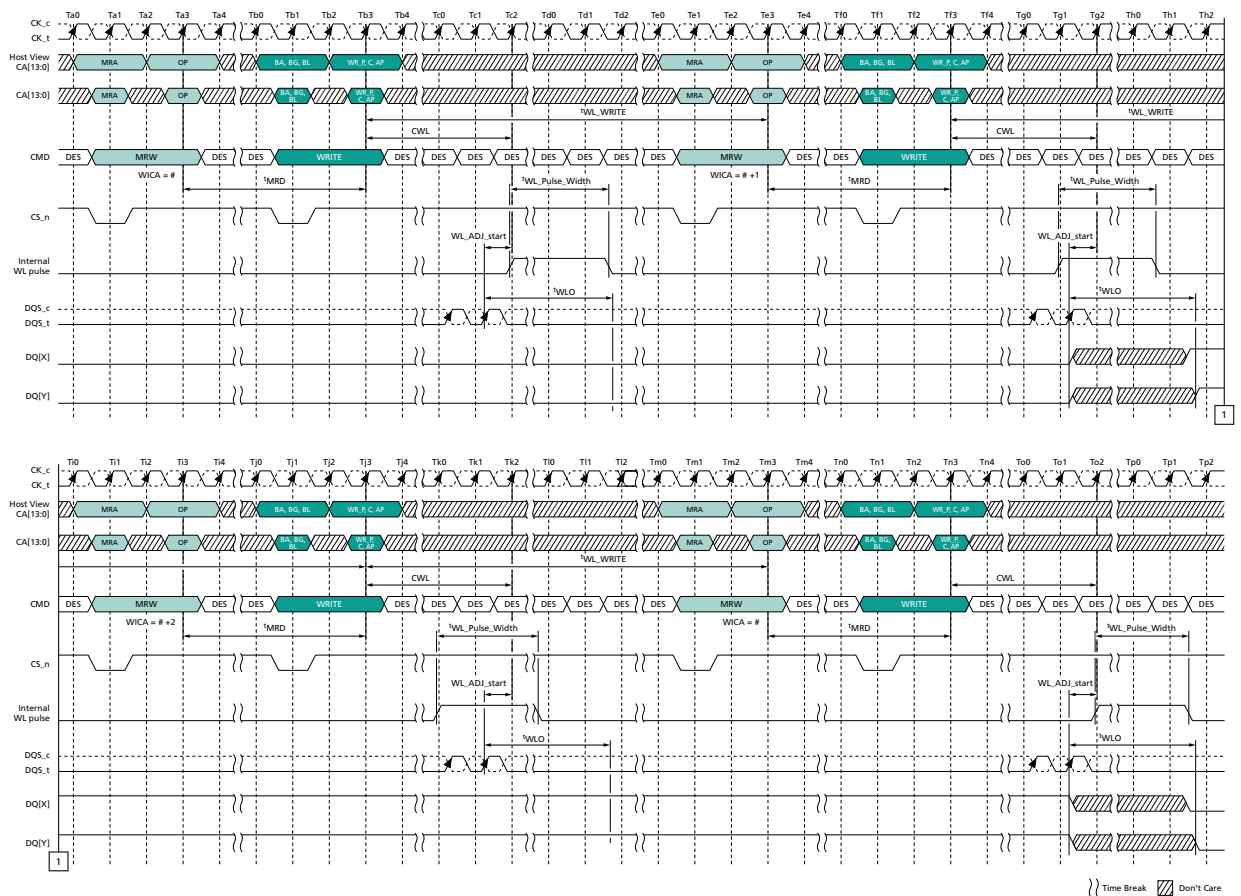 Ta0 Ta1 Ta2 Ta3 Ta4 Tb0 Tb1 Tb2 Tb3 Tb4 Tc0 Tc1 Tc2 Td0 Td1 Td2 Te0 Te1 Te2 Te3 Te4 Tf0 Tf1 Tf2 Tf3 Tf4 Tg0 Tg1 Tg2 Th0 Th1 Th2
CK_c
CK_t
Host View
CA[13:0]
MRA OP BA, BG, BL WR_P, C, AP MRA OP BA, BG, BL WR_P, C, AP
CA[13:0]
MRA OP BA, BG, BL WR_P, C, AP MRA OP BA, BG, BL WR_P, C, AP
tWL_WRITE tWL_WRITE
CWL CWL
CMD DES MRW DES DES WRITE DES DES DES DES DES DES DES DES MRW DES DES WRITE DES DES DES DES DES DES DES
WICA = # WICA = # +1
tMRD tWL_Pulse_Width tMRD tWL_Pulse_Width
CS_n
WL_ADJ_start WL_ADJ_start
Internal
WL pulse
tWLO tWLO
DQS_c
DQS_t
DQ[X]
DQ[Y]
1
Ti0 Ti1 Ti2 Ti3 Ti4 Tj0 Tj1 Tj2 Tj3 Tj4 Tk0 Tk1 Tk2 Tl0 Tl1 Tl2 Tm0 Tm1 Tm2 Tm3 Tm4 Tn0 Tn1 Tn2 Tn3 Tn4 To0 To1 To2 Tp0 Tp1 Tp2
CK_c
CK_t
Host View
CA[13:0]
MRA OP BA, BG, BL WR_P, C, AP MRA OP BA, BG, BL WR_P, C, AP
CA[13:0]
MRA OP BA, BG, BL WR_P, C, AP MRA OP BA, BG, BL WR_P, C, AP
tWL_WRITE
CWL CWL
CMD DES MRW DES DES WRITE DES DES DES DES DES DES DES DES MRW DES DES WRITE DES DES DES DES DES DES DES
WICA = # +2 WICA = #
tMRD tWL_Pulse_Width tMRD tWL_Pulse_Width
CS_n
WL_ADJ_start WL_ADJ_start
Internal
WL pulse
tWLO tWLO
DQS_c
DQS_t
DQ[X]
DQ[Y]
1
Time Break Don't Care